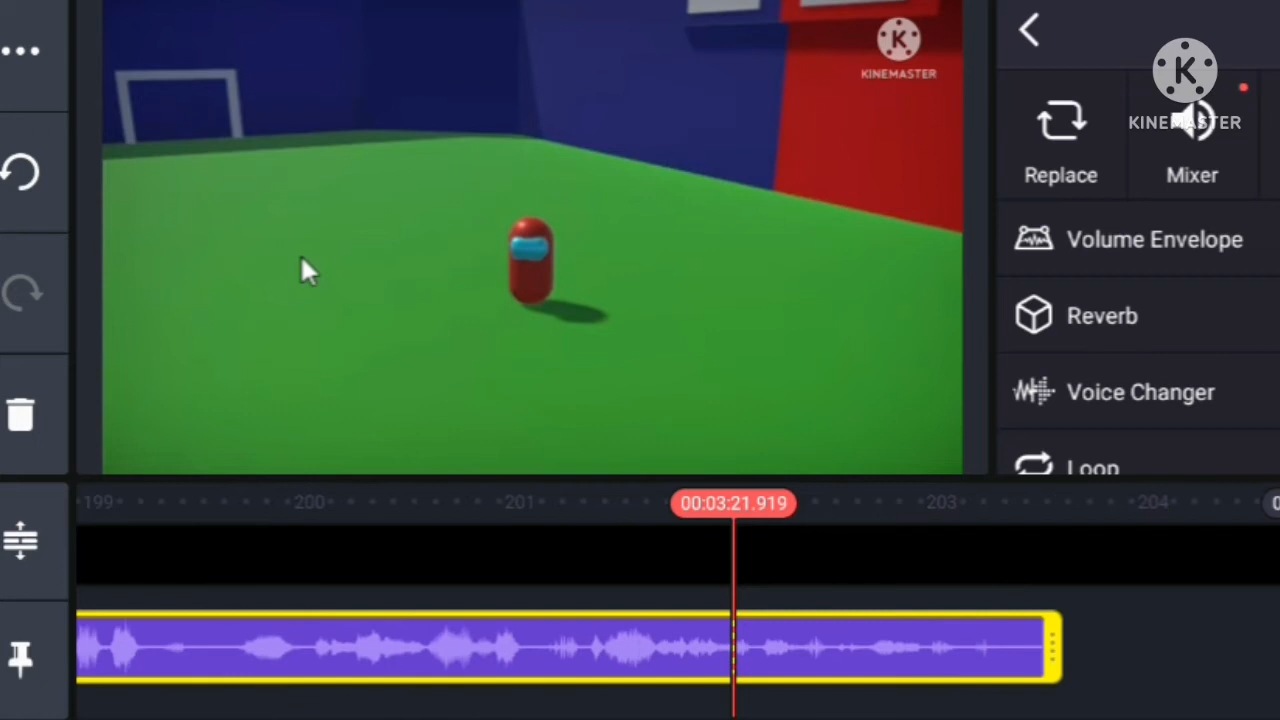 K
KINEMASTER
K
KINEMASTER
Replace
Mixer
Volume Envelope
Reverb
Voice Changer
Loop
199
200
201
00:03:21.919
203
204
0